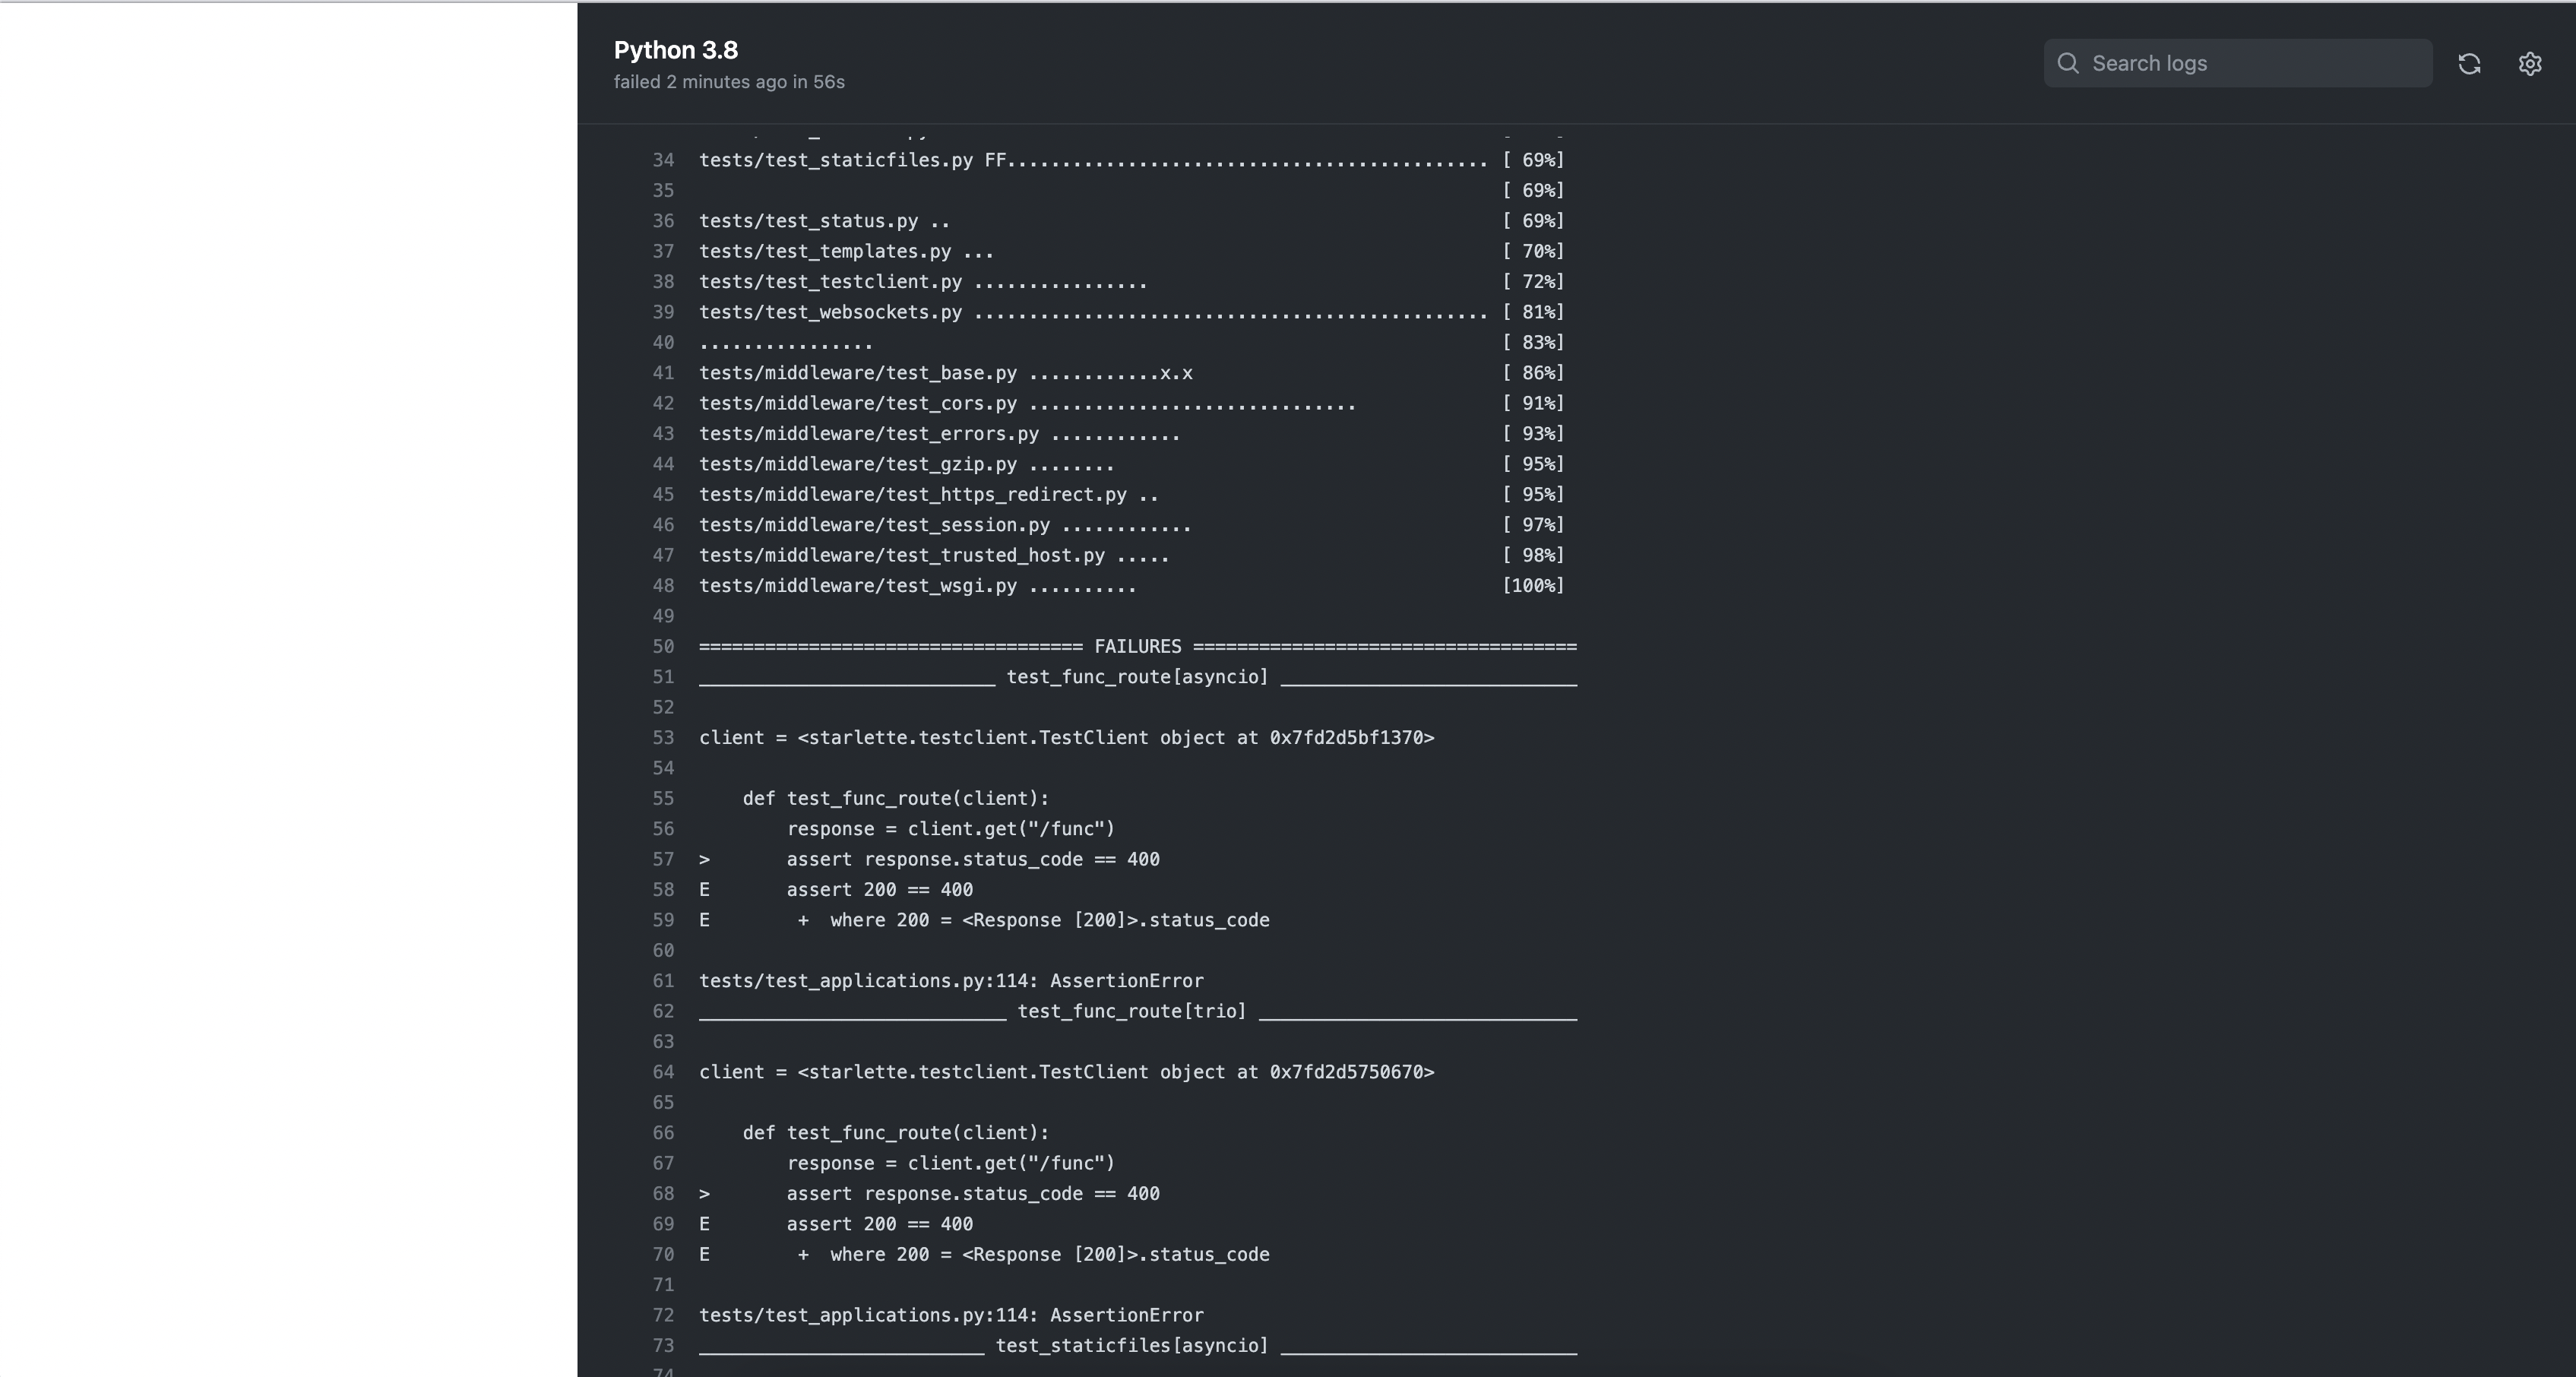 Python 3.8
failed 2 minutes ago in 56s
Search logs
34 tests/test_staticfiles.py FF............................................ [ 69%]
35 [ 69%]
36 tests/test_status.py .. [ 69%]
37 tests/test_templates.py ... [ 70%]
38 tests/test_testclient.py ................ [ 72%]
39 tests/test_websockets.py ............................................... [ 81%]
40 ................ [ 83%]
41 tests/middleware/test_base.py ............x.x [ 86%]
42 tests/middleware/test_cors.py .............................. [ 91%]
43 tests/middleware/test_errors.py ............ [ 93%]
44 tests/middleware/test_gzip.py ........ [ 95%]
45 tests/middleware/test_https_redirect.py .. [ 95%]
46 tests/middleware/test_session.py ............ [ 97%]
47 tests/middleware/test_trusted_host.py ..... [ 98%]
48 tests/middleware/test_wsgi.py .......... [100%]
49
50 =================================== FAILURES ===================================
51 ___________________________ test_func_route[asyncio] ___________________________
52
53 client = <starlette.testclient.TestClient object at 0x7fd2d5bf1370>
54
55 def test_func_route(client):
56 response = client.get("/func")
57 > assert response.status_code == 400
58 E assert 200 == 400
59 E + where 200 = <Response [200]>.status_code
60
61 tests/test_applications.py:114: AssertionError
62 ____________________________ test_func_route[trio] _____________________________
63
64 client = <starlette.testclient.TestClient object at 0x7fd2d5750670>
65
66 def test_func_route(client):
67 response = client.get("/func")
68 > assert response.status_code == 400
69 E assert 200 == 400
70 E + where 200 = <Response [200]>.status_code
71
72 tests/test_applications.py:114: AssertionError
73 __________________________ test_staticfiles[asyncio] ___________________________
74